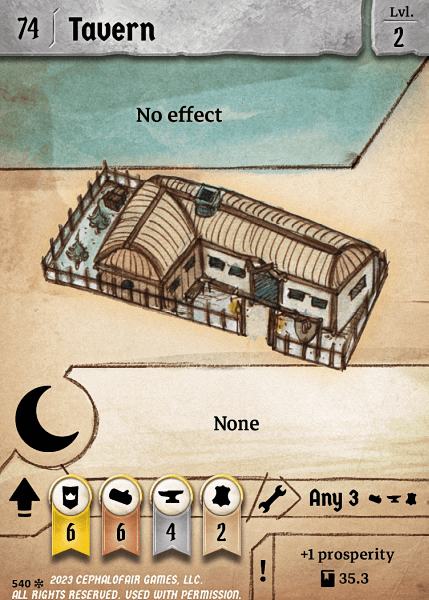 74 Tavern
Lvl.
2
No effect
None
6 6 4 2
Any 3
+1 prosperity
!
35.3
540 ✻ 2023 CEPHALOFAIR GAMES, LLC.
ALL RIGHTS RESERVED. USED WITH PERMISSION.